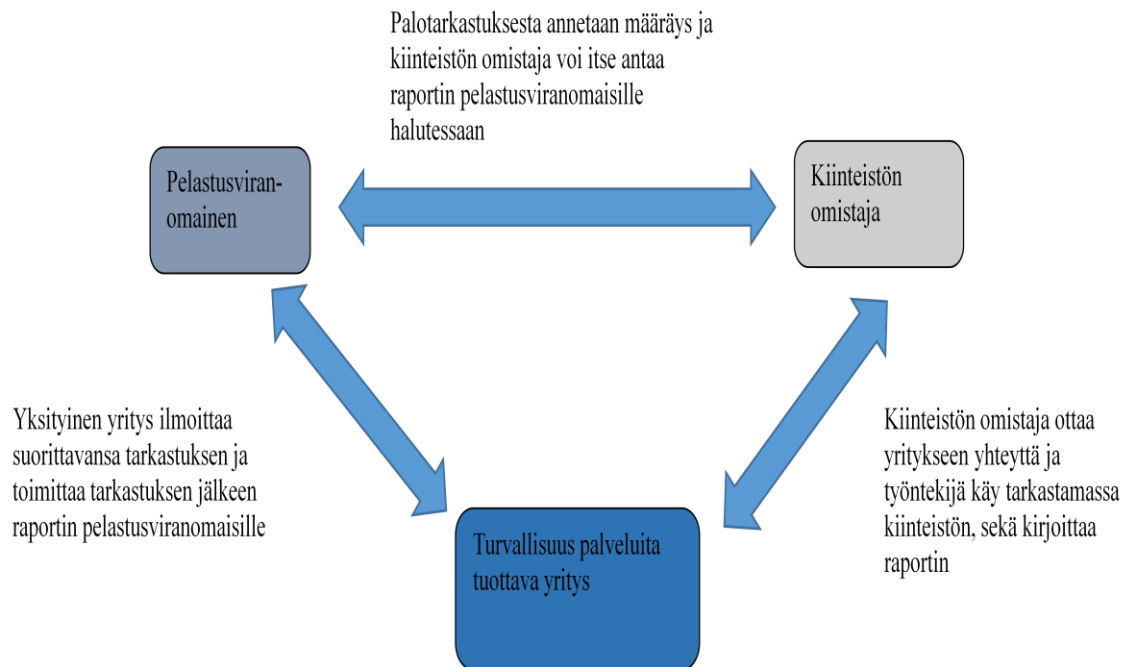 Palotarkastuksesta annetaan määräys ja
kiinteistön omistaja voi itse antaa
raportin pelastusviranomaisille
halutessaan
Pelastusviran-
omainen
Kiinteistön
omistaja
Yksityinen yritys ilmoittaa
suorittavansa tarkastuksen ja
toimittaa tarkastuksen jälkeen
raportin pelastusviranomaisille
Kiinteistön omistaja ottaa
yritykseen yhteyttä ja
työntekijä käy tarkastamassa
kiinteistön, sekä kirjoittaa
raportin
Turvallisuus palveluita
tuottava yritys